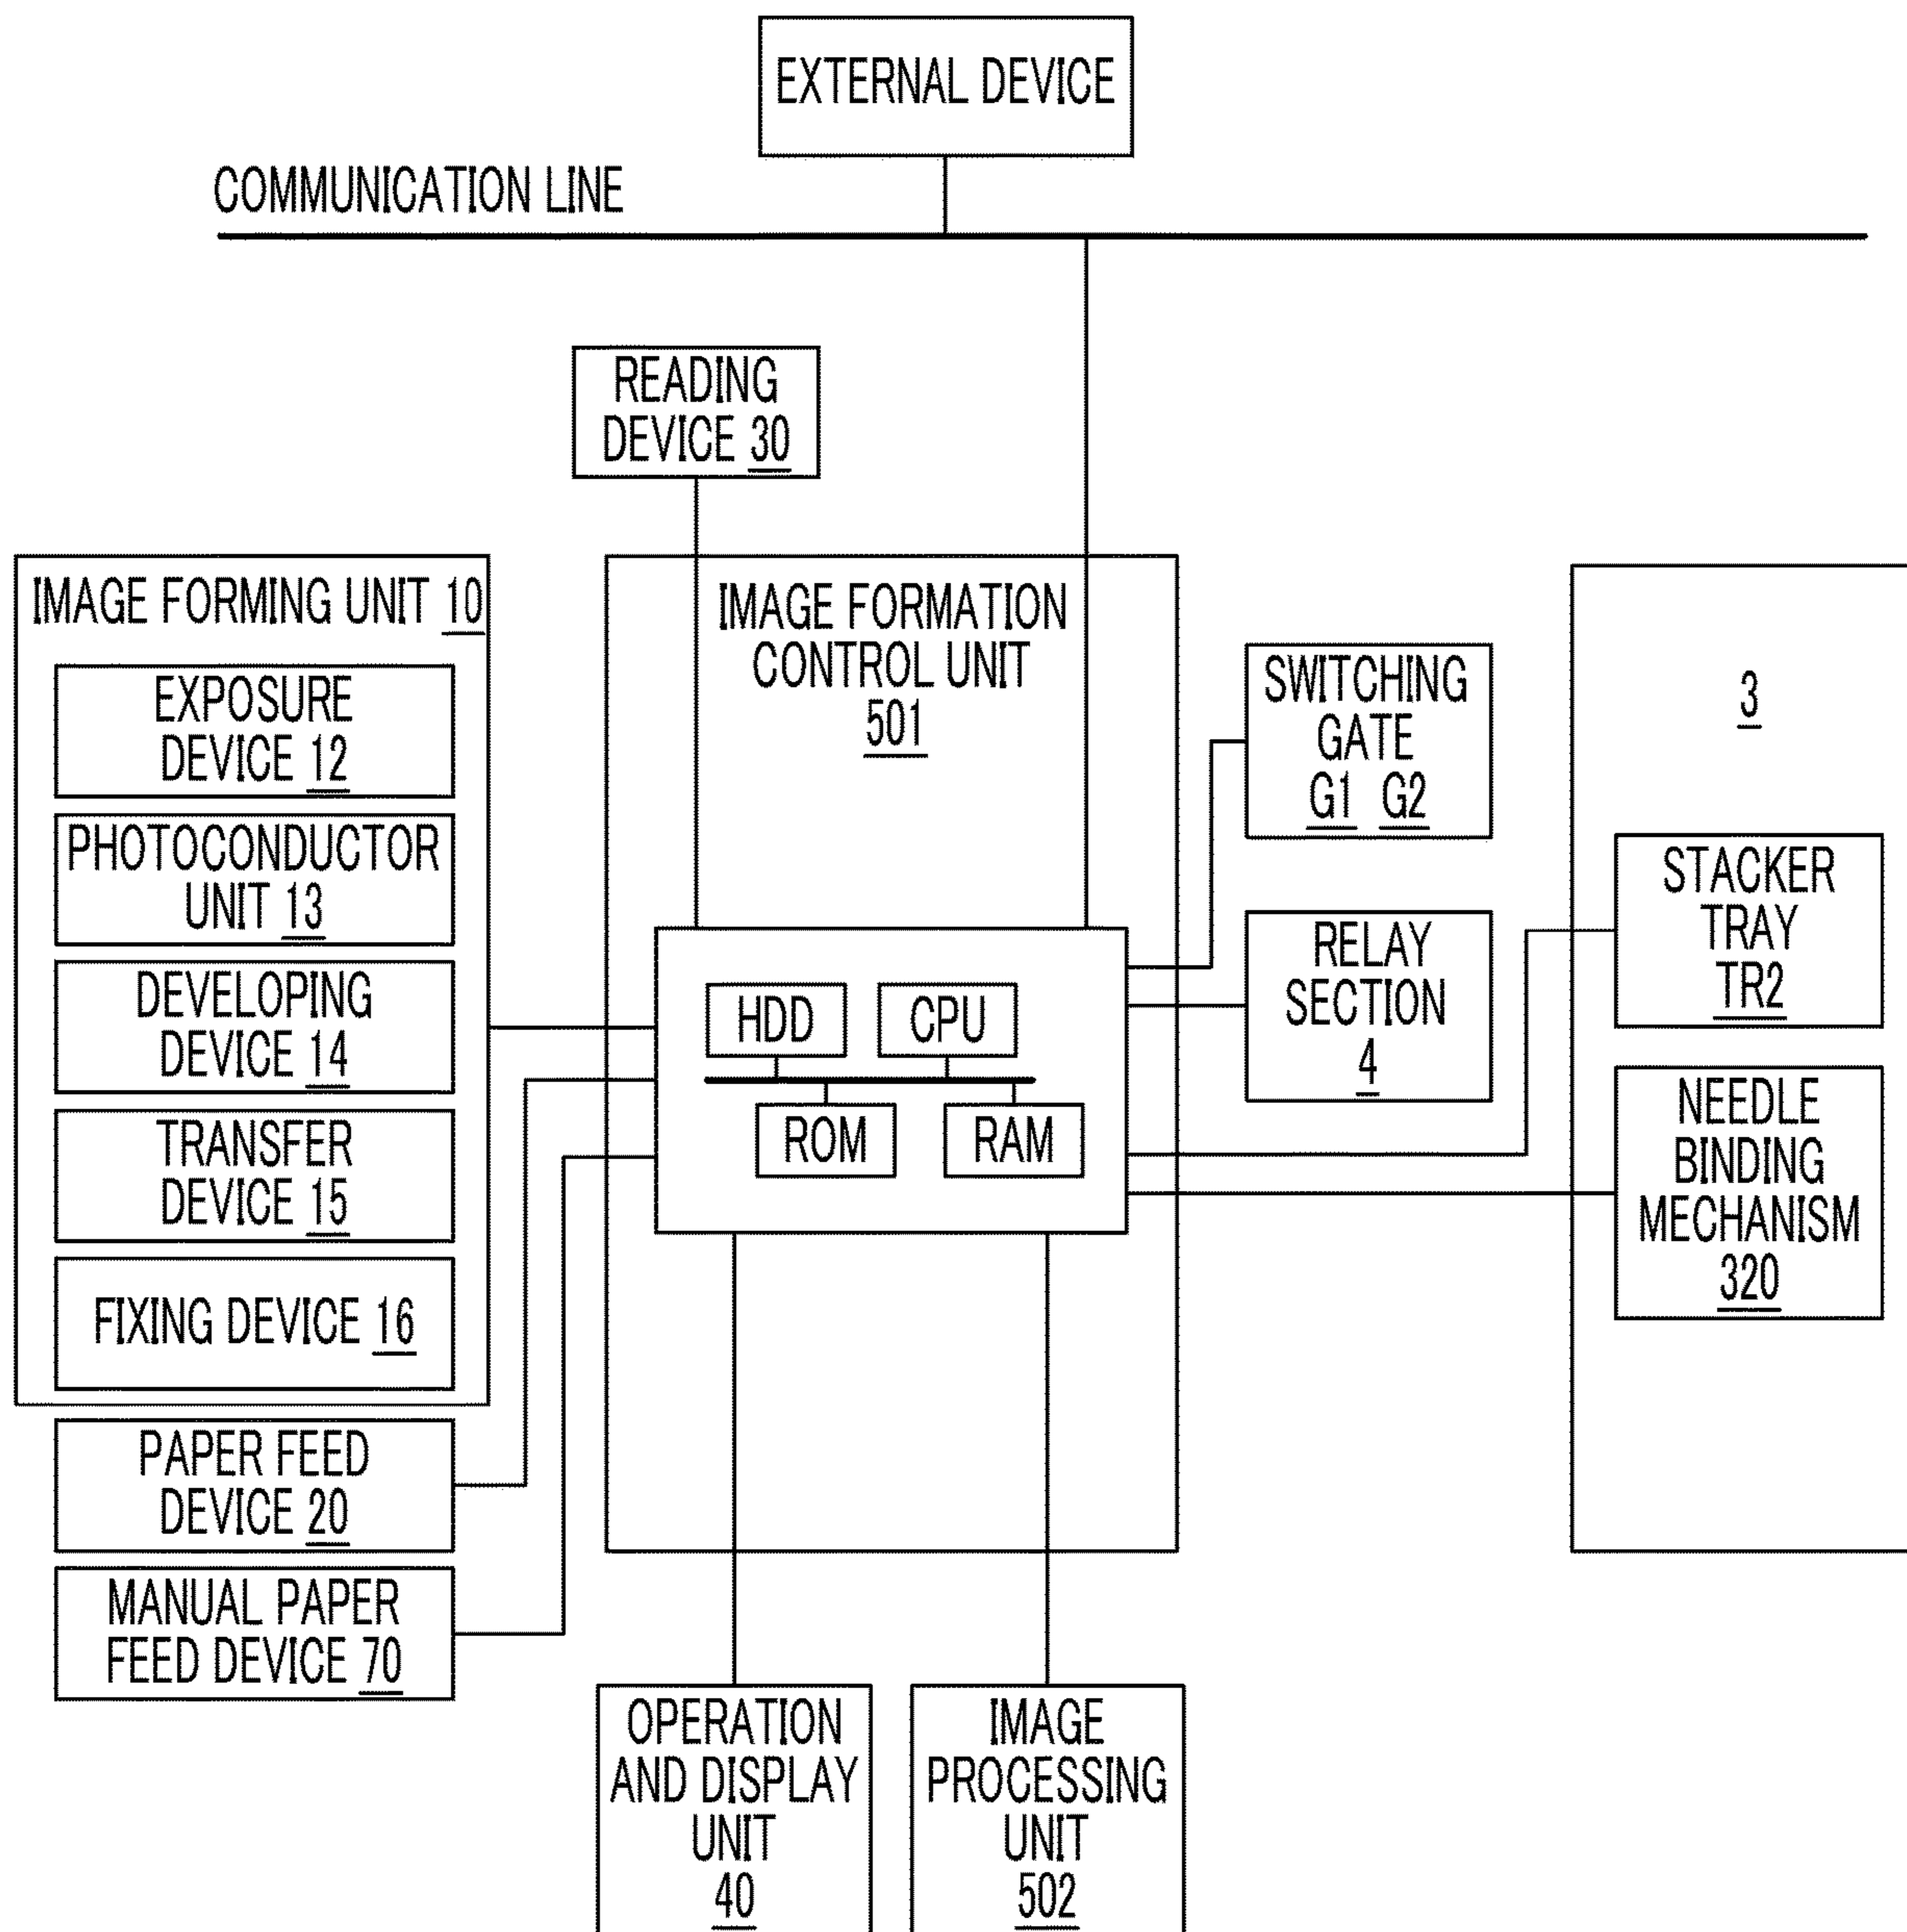 EXTERNAL DEVICE
COMMUNICATION LINE
READING
DEVICE 30
IMAGE FORMING UNIT 10
EXPOSURE
DEVICE 12
PHOTOCONDUCTOR
UNIT 13
DEVELOPING
DEVICE 14
TRANSFER
DEVICE 15
FIXING DEVICE 16
PAPER FEED
DEVICE 20
MANUAL PAPER
FEED DEVICE 70
IMAGE FORMATION
CONTROL UNIT
501
HDD
CPU
ROM
RAM
SWITCHING
GATE
G1 G2
RELAY
SECTION
4
3
STACKER
TRAY
TR2
NEEDLE
BINDING
MECHANISM
320
OPERATION
AND DISPLAY
UNIT
40
IMAGE
PROCESSING
UNIT
502